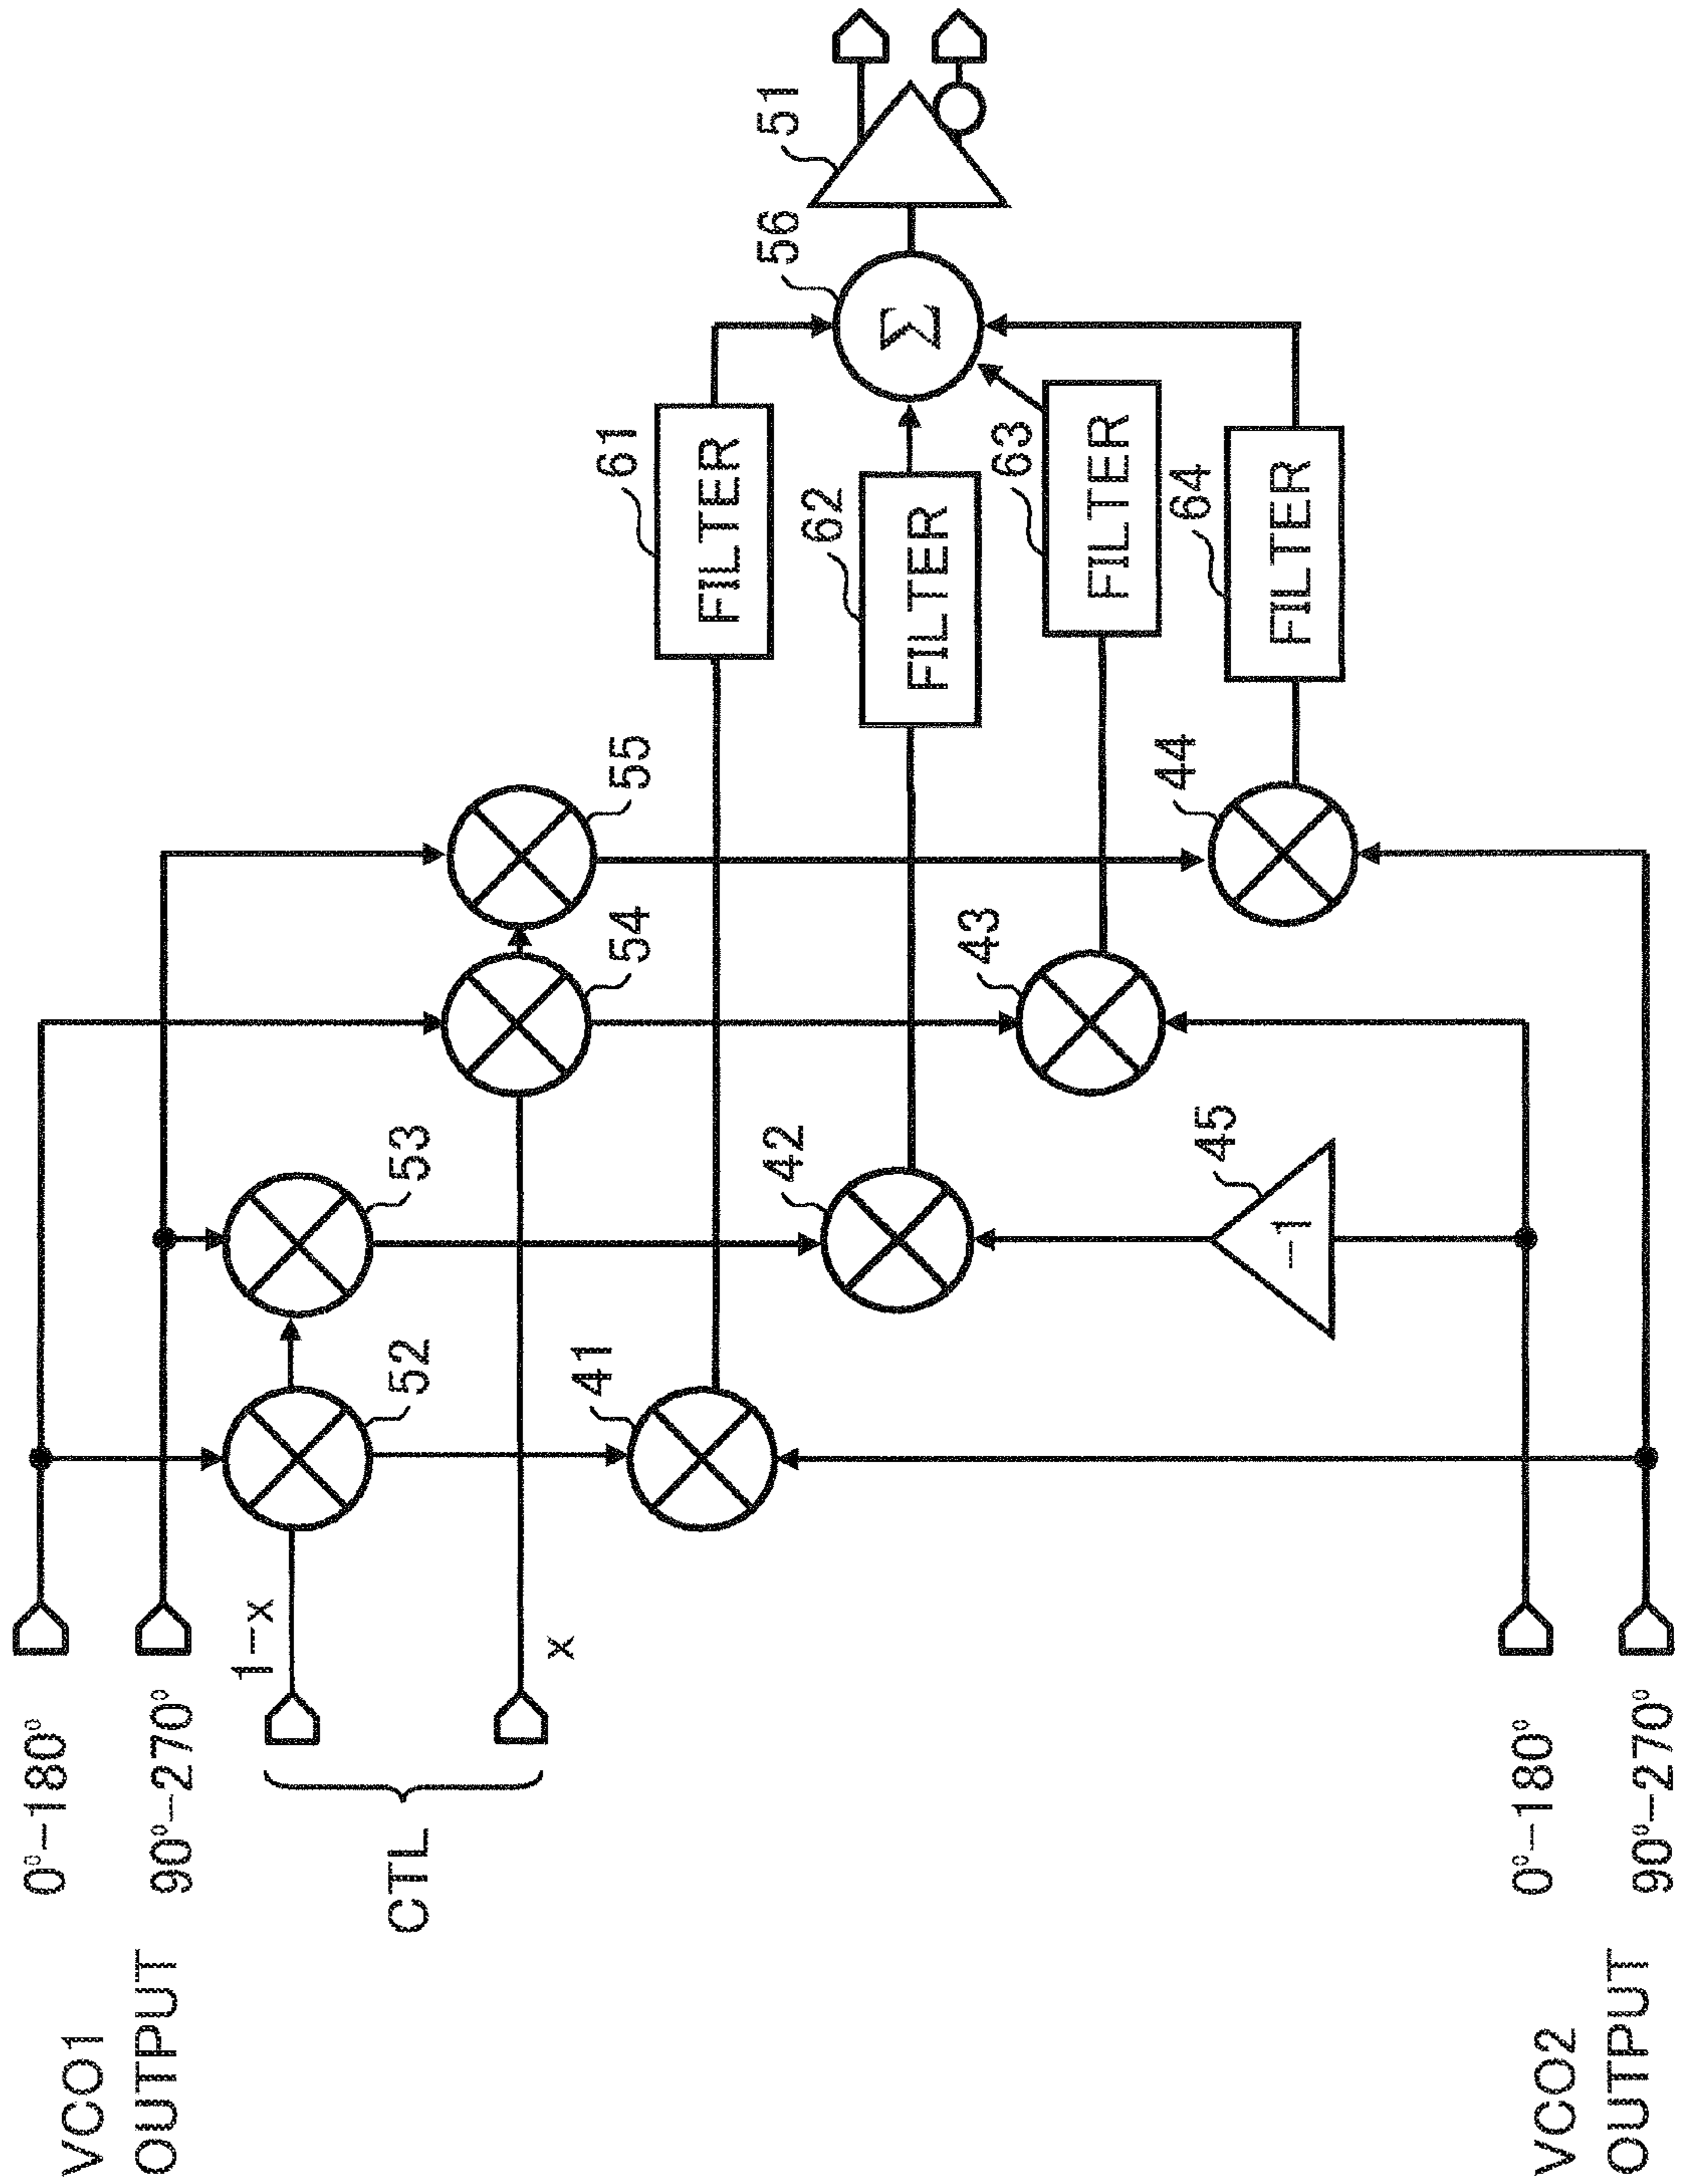 VCO1
OUTPUT
0°-180°
90°-270°
CTL
1-x
x
52
53
54
55
41
42
43
44
45
-1
61
FILTER
62
FILTER
63
FILTER
64
FILTER
56
Σ
51
VCO2
OUTPUT
0°-180°
90°-270°